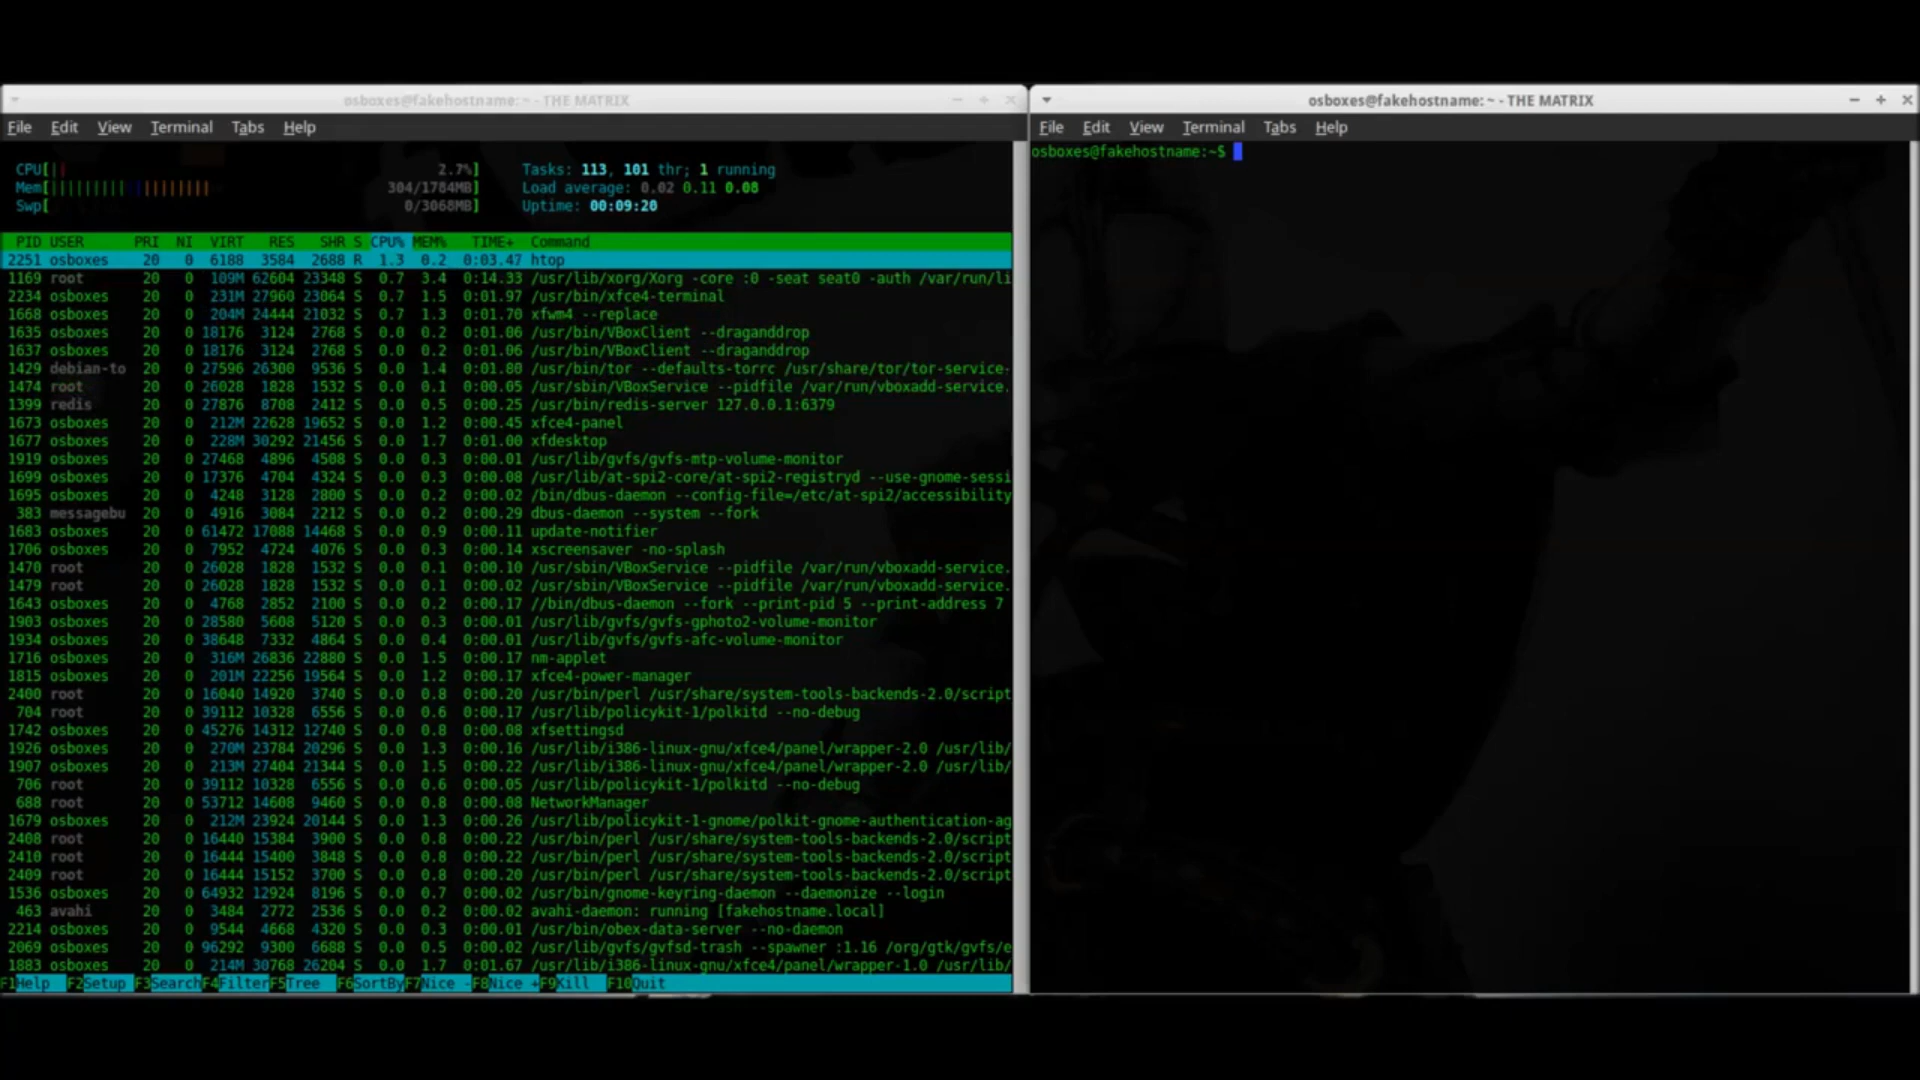 osboxes@fakehostname: ~ - THE MATRIX
File Edit View Terminal Tabs Help
CPU[|| 2.7%] Tasks: 113, 101 thr; 1 running
Mem[|||||||||||||||||||| 304/1784MB] Load average: 0.02 0.11 0.08
Swp[ 0/3068MB] Uptime: 00:09:20
PID USER PRI NI VIRT RES SHR S CPU% MEM% TIME+ Command
2251 osboxes 20 0 6188 3584 2688 R 1.3 0.2 0:03.47 htop
1169 root 20 0 109M 62604 23348 S 0.7 3.4 0:14.33 /usr/lib/xorg/Xorg -core :0 -seat seat0 -auth /var/run/li
2234 osboxes 20 0 231M 27960 23064 S 0.7 1.5 0:01.97 /usr/bin/xfce4-terminal
1668 osboxes 20 0 204M 24444 21032 S 0.7 1.3 0:01.70 xfwm4 --replace
1635 osboxes 20 0 18176 3124 2768 S 0.0 0.2 0:01.06 /usr/bin/VBoxClient --draganddrop
1637 osboxes 20 0 18176 3124 2768 S 0.0 0.2 0:01.06 /usr/bin/VBoxClient --draganddrop
1429 debian-to 20 0 27596 26300 9536 S 0.0 1.4 0:01.80 /usr/bin/tor --defaults-torrc /usr/share/tor/tor-service-
1474 root 20 0 26028 1828 1532 S 0.0 0.1 0:00.05 /usr/sbin/VBoxService --pidfile /var/run/vboxadd-service.
1399 redis 20 0 27876 8708 2412 S 0.0 0.5 0:00.25 /usr/bin/redis-server 127.0.0.1:6379
1673 osboxes 20 0 212M 22628 19652 S 0.0 1.2 0:00.45 xfce4-panel
1677 osboxes 20 0 228M 30292 21456 S 0.0 1.7 0:01.00 xfdesktop
1919 osboxes 20 0 27468 4896 4508 S 0.0 0.3 0:00.01 /usr/lib/gvfs/gvfs-mtp-volume-monitor
1699 osboxes 20 0 17376 4704 4324 S 0.0 0.3 0:00.08 /usr/lib/at-spi2-core/at-spi2-registryd --use-gnome-sessi
1695 osboxes 20 0 4248 3128 2800 S 0.0 0.2 0:00.02 /bin/dbus-daemon --config-file=/etc/at-spi2/accessibility
383 messagebu 20 0 4916 3084 2212 S 0.0 0.2 0:00.29 dbus-daemon --system --fork
1683 osboxes 20 0 61472 17088 14468 S 0.0 0.9 0:00.11 update-notifier
1706 osboxes 20 0 7952 4724 4076 S 0.0 0.3 0:00.14 xscreensaver -no-splash
1470 root 20 0 26028 1828 1532 S 0.0 0.1 0:00.10 /usr/sbin/VBoxService --pidfile /var/run/vboxadd-service.
1479 root 20 0 26028 1828 1532 S 0.0 0.1 0:00.02 /usr/sbin/VBoxService --pidfile /var/run/vboxadd-service.
1643 osboxes 20 0 4768 2852 2100 S 0.0 0.2 0:00.17 //bin/dbus-daemon --fork --print-pid 5 --print-address 7
1903 osboxes 20 0 28580 5608 5120 S 0.0 0.3 0:00.01 /usr/lib/gvfs/gvfs-gphoto2-volume-monitor
1934 osboxes 20 0 38648 7332 4864 S 0.0 0.4 0:00.01 /usr/lib/gvfs/gvfs-afc-volume-monitor
1716 osboxes 20 0 316M 26836 22880 S 0.0 1.5 0:00.17 nm-applet
1815 osboxes 20 0 201M 22256 19564 S 0.0 1.2 0:00.17 xfce4-power-manager
2400 root 20 0 16040 14920 3740 S 0.0 0.8 0:00.20 /usr/bin/perl /usr/share/system-tools-backends-2.0/script
704 root 20 0 39112 10328 6556 S 0.0 0.6 0:00.17 /usr/lib/policykit-1/polkitd --no-debug
1742 osboxes 20 0 45276 14312 12740 S 0.0 0.8 0:00.08 xfsettingsd
1926 osboxes 20 0 270M 23784 20296 S 0.0 1.3 0:00.16 /usr/lib/i386-linux-gnu/xfce4/panel/wrapper-2.0 /usr/lib/
1907 osboxes 20 0 213M 27404 21344 S 0.0 1.5 0:00.22 /usr/lib/i386-linux-gnu/xfce4/panel/wrapper-2.0 /usr/lib/
706 root 20 0 39112 10328 6556 S 0.0 0.6 0:00.05 /usr/lib/policykit-1/polkitd --no-debug
688 root 20 0 53712 14608 9460 S 0.0 0.8 0:00.08 NetworkManager
1679 osboxes 20 0 212M 23924 20144 S 0.0 1.3 0:00.26 /usr/lib/policykit-1-gnome/polkit-gnome-authentication-ag
2408 root 20 0 16440 15384 3900 S 0.0 0.8 0:00.22 /usr/bin/perl /usr/share/system-tools-backends-2.0/script
2410 root 20 0 16444 15400 3848 S 0.0 0.8 0:00.22 /usr/bin/perl /usr/share/system-tools-backends-2.0/script
2409 root 20 0 16444 15152 3700 S 0.0 0.8 0:00.20 /usr/bin/perl /usr/share/system-tools-backends-2.0/script
1536 osboxes 20 0 64932 12924 8196 S 0.0 0.7 0:00.02 /usr/bin/gnome-keyring-daemon --daemonize --login
463 avahi 20 0 3484 2772 2536 S 0.0 0.2 0:00.02 avahi-daemon: running [fakehostname.local]
2214 osboxes 20 0 9544 4668 4320 S 0.0 0.3 0:00.01 /usr/bin/obex-data-server --no-daemon
2069 osboxes 20 0 96292 9300 6688 S 0.0 0.5 0:00.02 /usr/lib/gvfs/gvfsd-trash --spawner :1.16 /org/gtk/gvfs/e
1883 osboxes 20 0 214M 30768 26204 S 0.0 1.7 0:01.67 /usr/lib/i386-linux-gnu/xfce4/panel/wrapper-1.0 /usr/lib/
F1Help F2Setup F3SearchF4FilterF5Tree F6SortByF7Nice -F8Nice +F9Kill F10Quit
osboxes@fakehostname: ~ - THE MATRIX
File Edit View Terminal Tabs Help
osboxes@fakehostname:~$